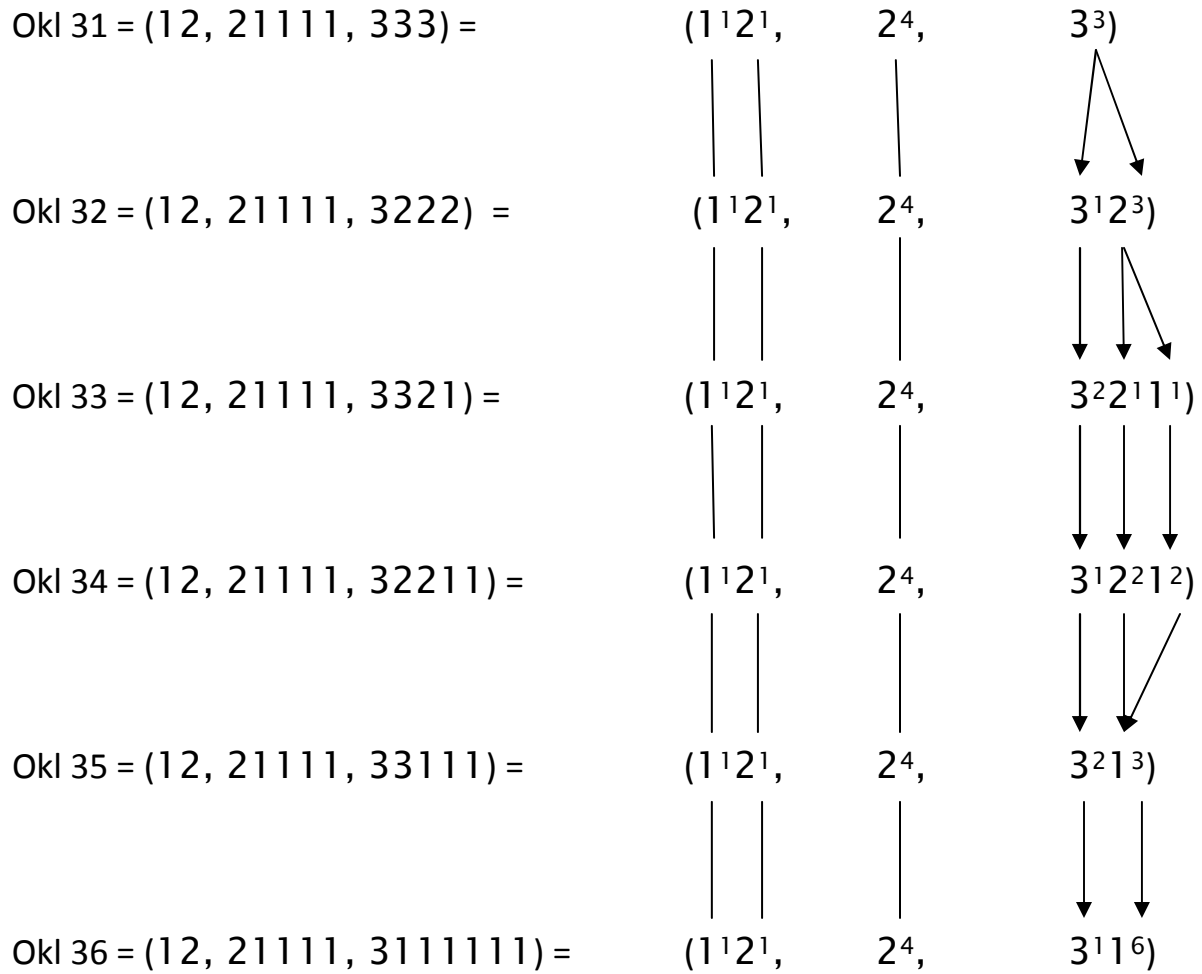 Okl 31 = (12, 21111, 333) = (1¹2¹, 2⁴, 3³)
Okl 32 = (12, 21111, 3222) = (1¹2¹, 2⁴, 3¹2³)
Okl 33 = (12, 21111, 3321) = (1¹2¹, 2⁴, 3²2¹1¹)
Okl 34 = (12, 21111, 32211) = (1¹2¹, 2⁴, 3¹2²1²)
Okl 35 = (12, 21111, 33111) = (1¹2¹, 2⁴, 3²1³)
Okl 36 = (12, 21111, 3111111) = (1¹2¹, 2⁴, 3¹1⁶)